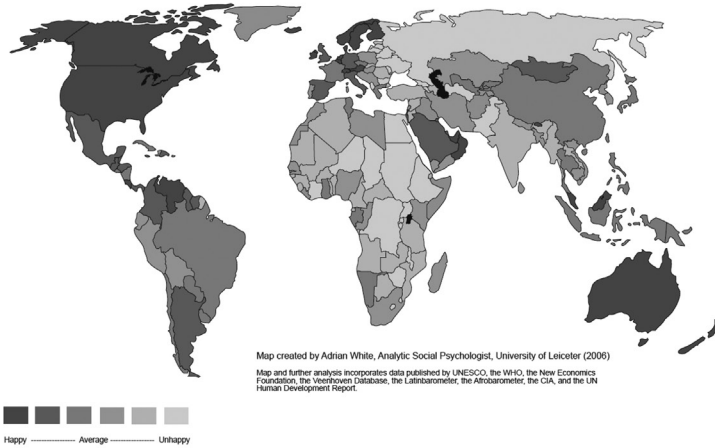 Map created by Adrian White, Analytic Social Psychologist, University of Leiceter (2006)
Map and further analysis incorporates data published by UNESCO, the WHO, the New Economics
Foundation, the Veenhoven Database, the Latinbarometer, the Afrobarometer, the CIA, and the UN
Human Development Report.
Happy ----------------- Average ----------------- Unhappy